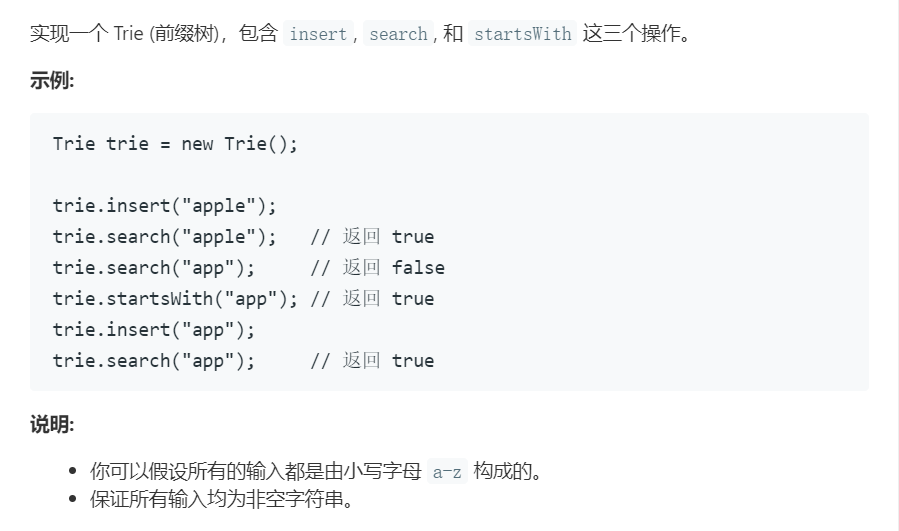 实现一个 Trie (前缀树)，包含 insert, search, 和 startsWith 这三个操作。
示例:
Trie trie = new Trie();
trie.insert("apple");
trie.search("apple");   // 返回 true
trie.search("app");     // 返回 false
trie.startsWith("app"); // 返回 true
trie.insert("app");
trie.search("app");     // 返回 true
说明:
• 你可以假设所有的输入都是由小写字母 a-z 构成的。
• 保证所有输入均为非空字符串。